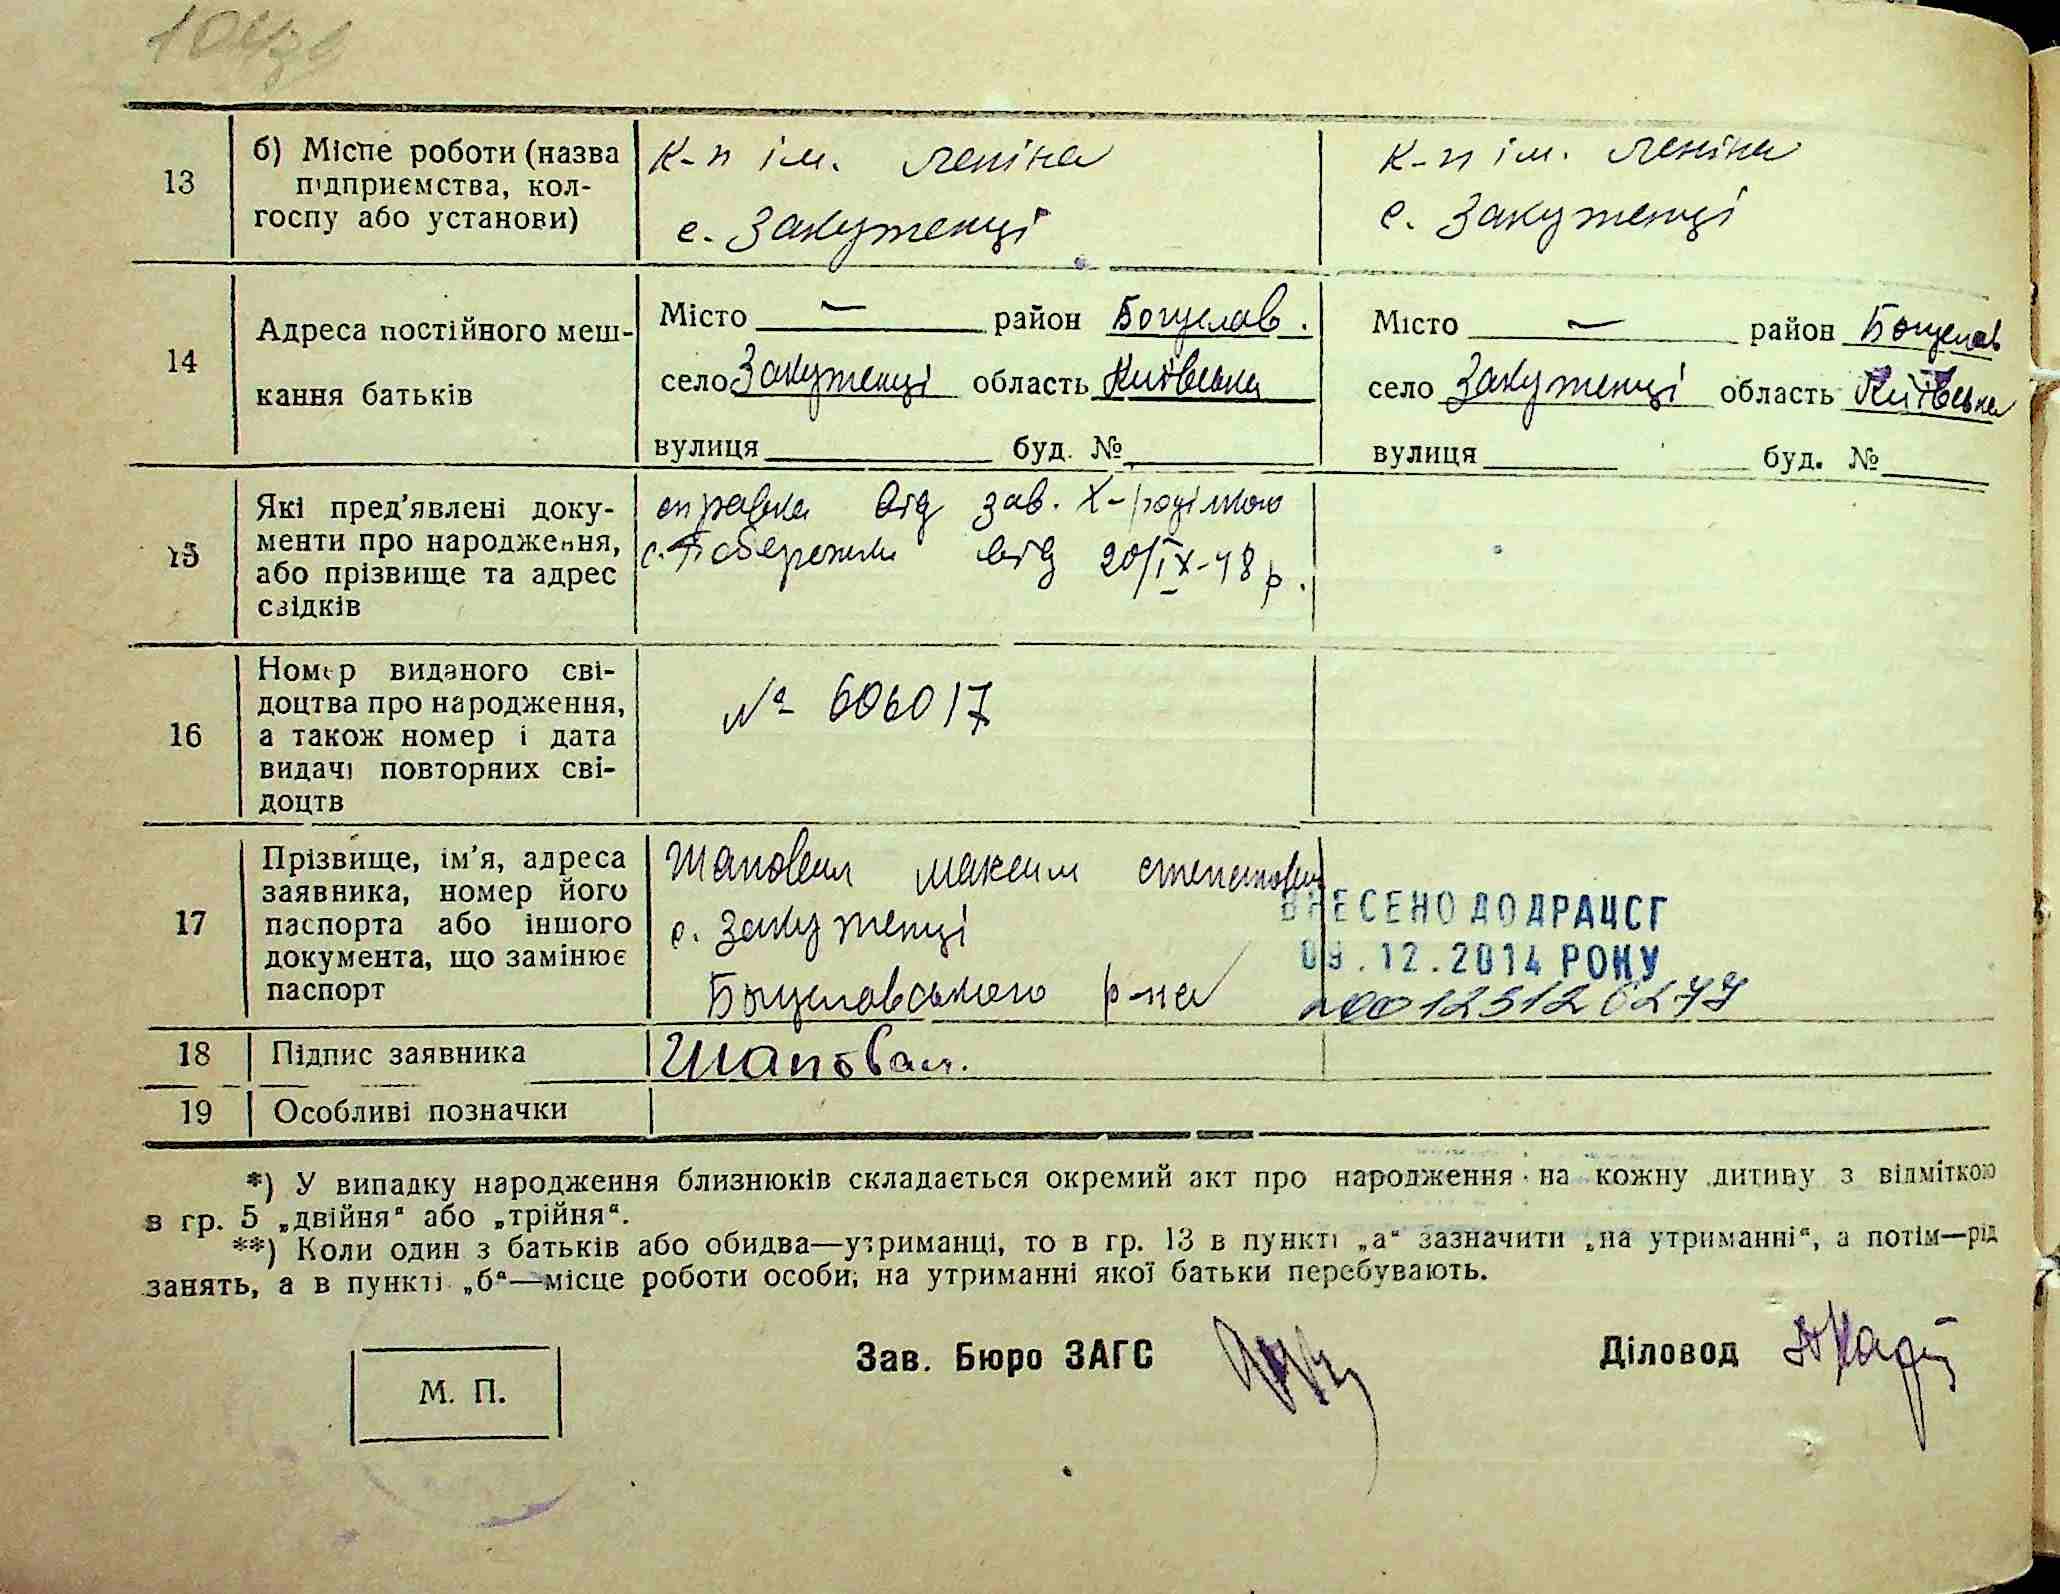 13
б) Місце роботи (назва
підприємства, кол-
госпу або установи)
к-п ім. леніна
с. Закутенці
к-п ім. леніна
с. Закутенці
14
Адреса постійного меш-
кання батьків
Місто — район Богуслав.
село Закутенці область Київська
вулиця буд. №
Місто — район Богуслав
село Закутенці область Київська
вулиця буд. №
15
Які пред'явлені доку-
менти про народження,
або прізвище та адрес
свідків
справка від зав. Х-родільного
с. Побережка від 20/IX-48 р.
16
Номер виданого сві-
доцтва про народження,
а також номер і дата
видачі повторних сві-
доцтв
№ 606017
17
Прізвище, ім'я, адреса
заявника, номер його
паспорта або іншого
документа, що замінює
паспорт
Шаповал максим степанович
с. Закутенці
Богуславського р-на
ВНЕСЕНО ДО ДРАЦСГ
09.12.2014 РОКУ
00123126277
18
Підпис заявника
Шаповал.
19
Особливі позначки
*) У випадку народження близнюків складається окремий акт про народження на кожну дитину з відміткою
в гр. 5 „двійня“ або „трійня“.
**) Коли один з батьків або обидва—утриманці, то в гр. 13 в пункті „а“ зазначити „на утриманні“, а потім—рід
занять, а в пункті „б“—місце роботи особи, на утриманні якої батьки перебувають.
М. П.
Зав. Бюро ЗАГС
Діловод